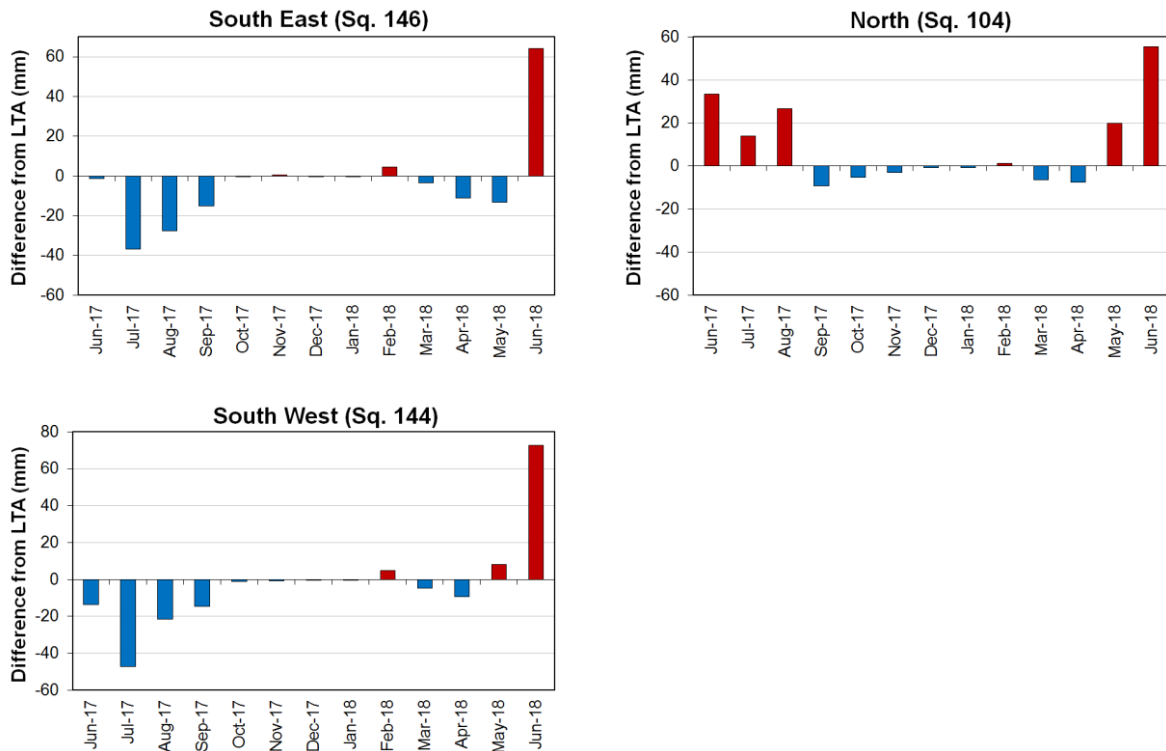 South East (Sq. 146)
Difference from LTA (mm)
60
40
20
0
-20
-40
-60
Jun-17
Jul-17
Aug-17
Sep-17
Oct-17
Nov-17
Dec-17
Jan-18
Feb-18
Mar-18
Apr-18
May-18
Jun-18
North (Sq. 104)
Difference from LTA (mm)
60
40
20
0
-20
-40
-60
Jun-17
Jul-17
Aug-17
Sep-17
Oct-17
Nov-17
Dec-17
Jan-18
Feb-18
Mar-18
Apr-18
May-18
Jun-18
South West (Sq. 144)
Difference from LTA (mm)
80
60
40
20
0
-20
-40
-60
Jun-17
Jul-17
Aug-17
Sep-17
Oct-17
Nov-17
Dec-17
Jan-18
Feb-18
Mar-18
Apr-18
May-18
Jun-18